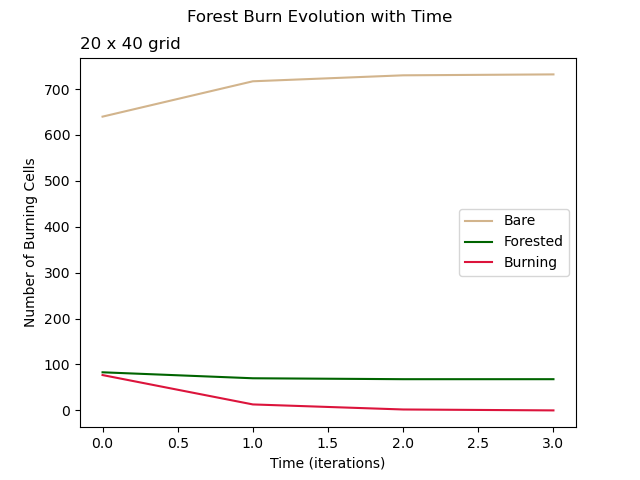 Forest Burn Evolution with Time
20 x 40 grid
700
600
500
400
300
200
100
0
Number of Burning Cells
Bare
Forested
Burning
0.0 0.5 1.0 1.5 2.0 2.5 3.0
Time (iterations)